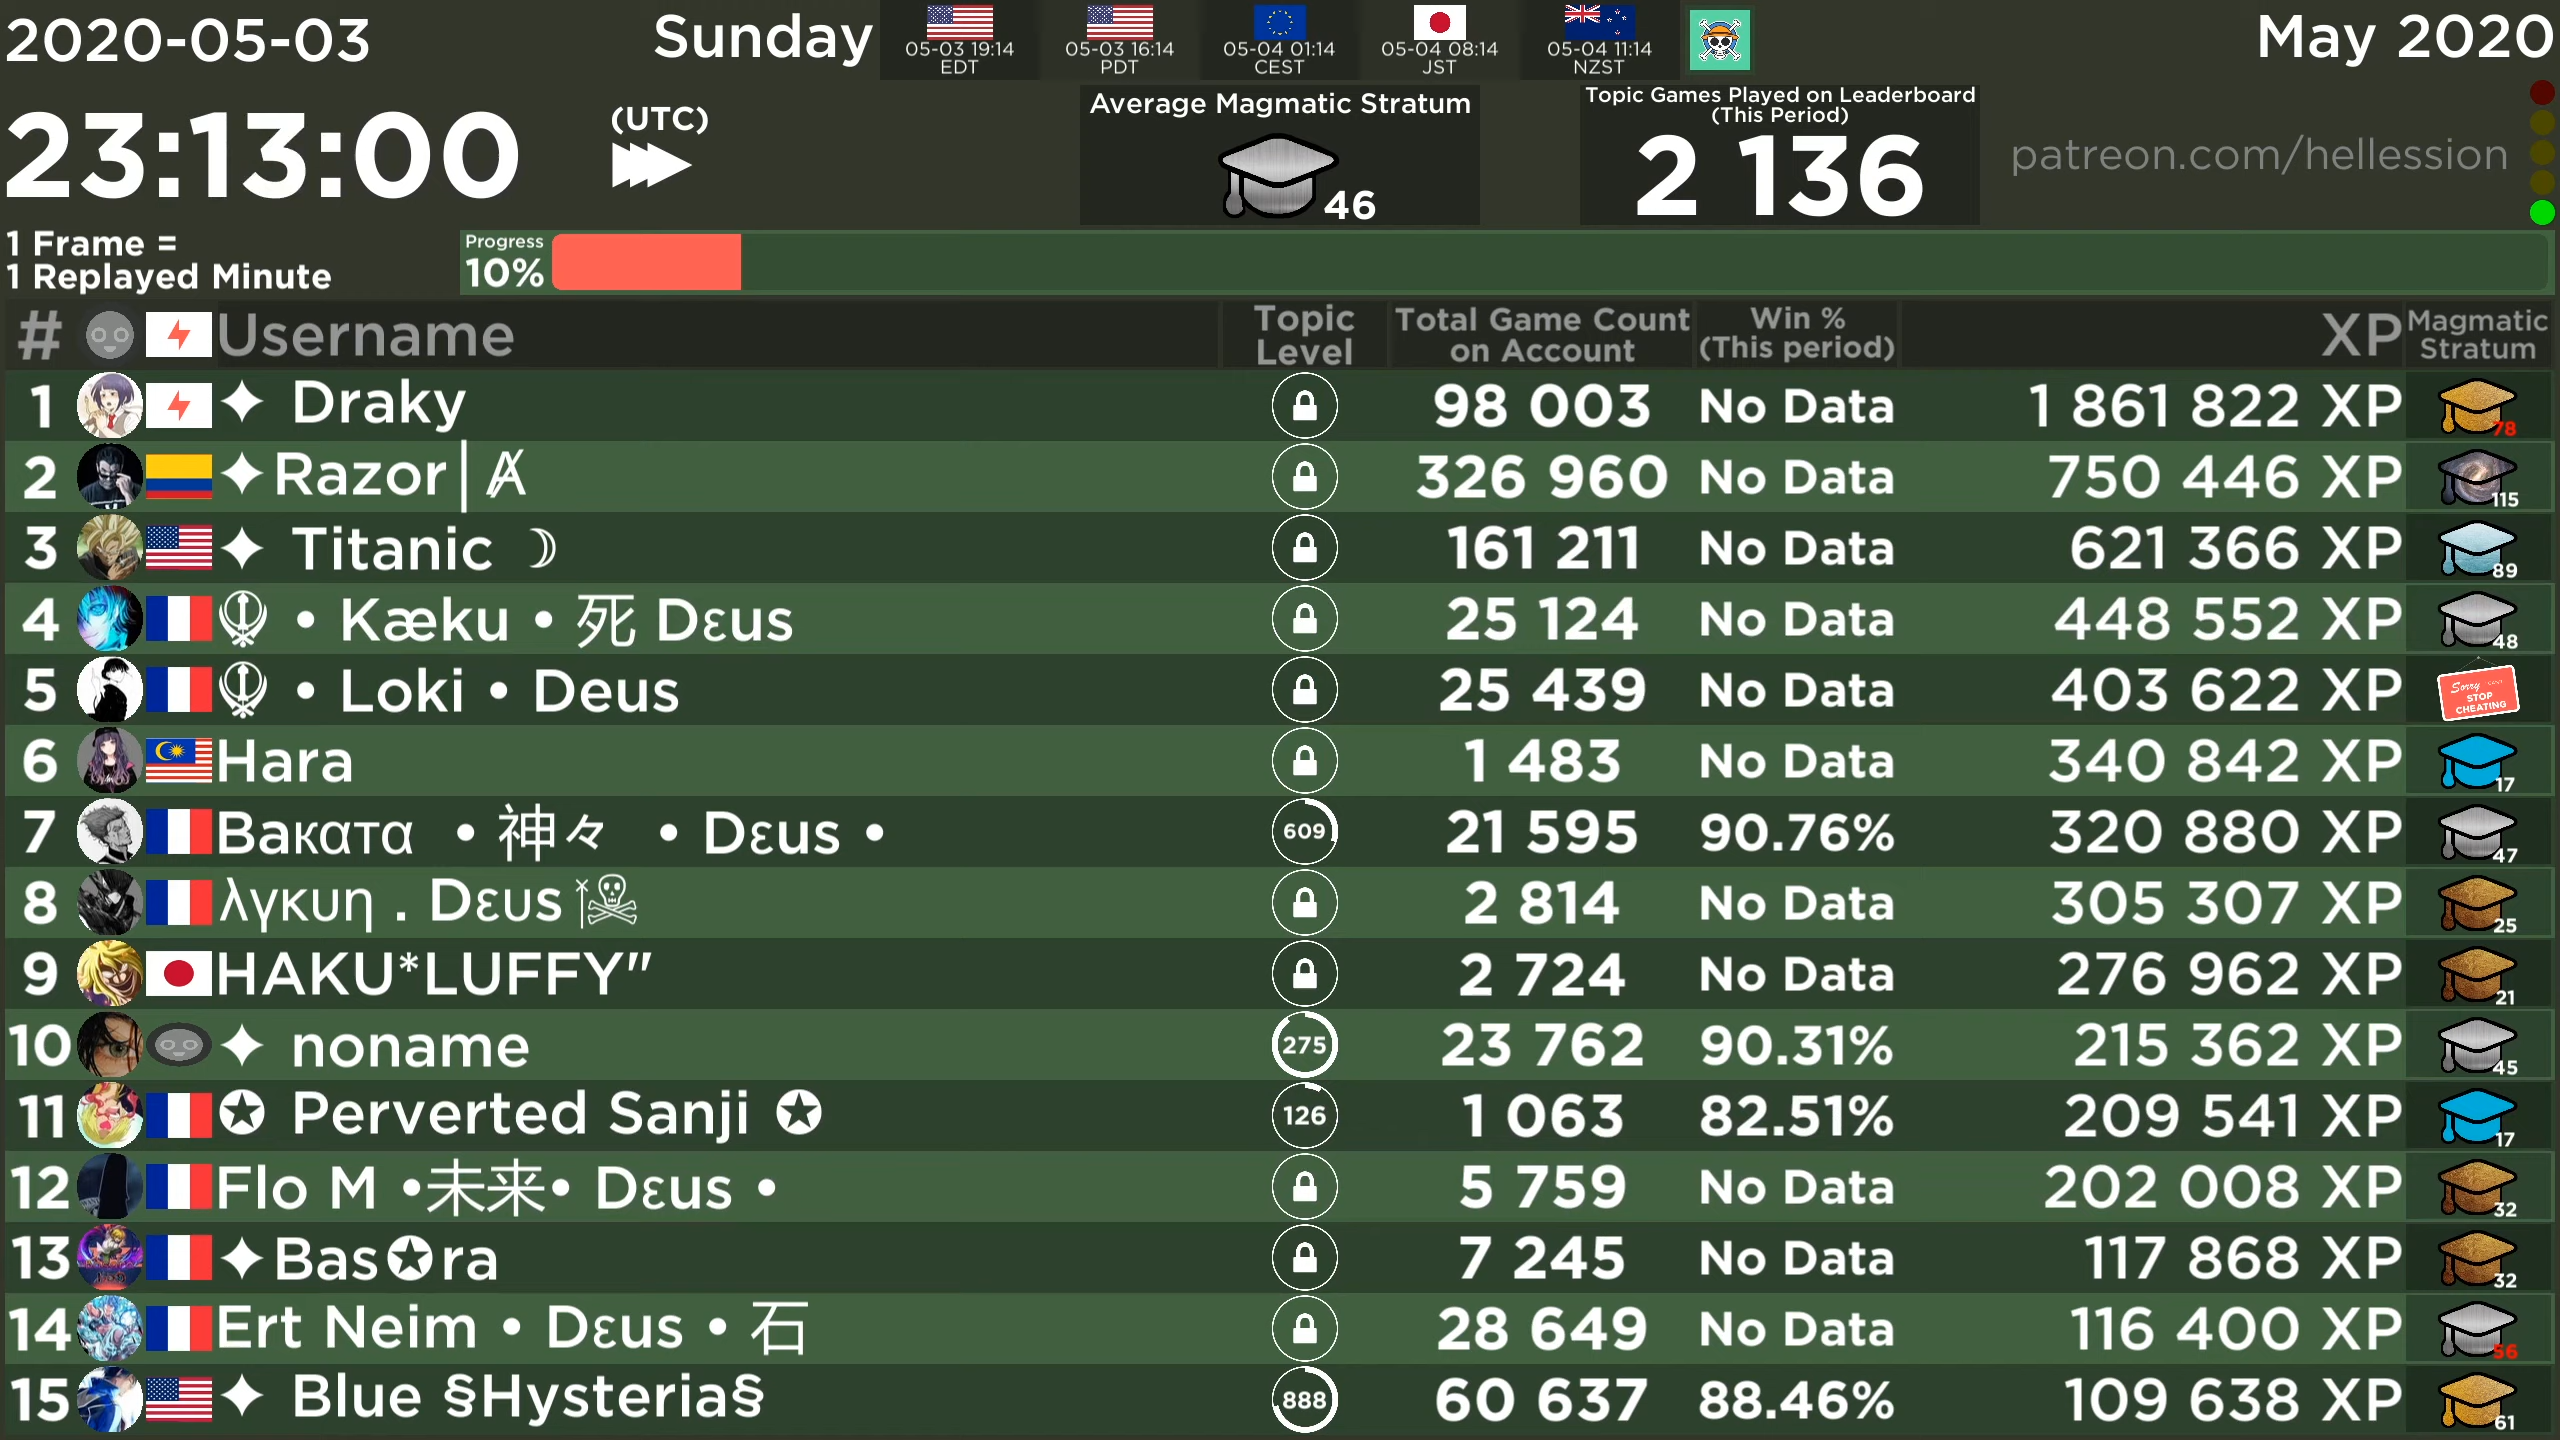 2020-05-03
Sunday
05-03 19:14
EDT
05-03 16:14
PDT
05-04 01:14
CEST
05-04 08:14
JST
05-04 11:14
NZST
May 2020
23:13:00
(UTC)
Average Magmatic Stratum
46
Topic Games Played on Leaderboard
(This Period)
2 136
patreon.com/hellession
1 Frame =
1 Replayed Minute
Progress
10%
# Username Topic Level Total Game Count on Account Win % (This period) XP Magmatic Stratum
1 ✦ Draky 98 003 No Data 1 861 822 XP 78
2 ✦Razor│Ⱥ 326 960 No Data 750 446 XP 115
3 ✦ Titanic ☽ 161 211 No Data 621 366 XP 89
4 ☬ • Kæku • 死 Dεus 25 124 No Data 448 552 XP 48
5 ☬ • Loki • Deus 25 439 No Data 403 622 XP Sorry STOP CHEATING
6 Hara 1 483 No Data 340 842 XP 17
7 Baκατα • 神々 • Dεus • 609 21 595 90.76% 320 880 XP 47
8 λγκυη . Dευs ☠ 2 814 No Data 305 307 XP 25
9 HAKU*LUFFY" 2 724 No Data 276 962 XP 21
10 ✦ noname 275 23 762 90.31% 215 362 XP 45
11 ✪ Perverted Sanji ✪ 126 1 063 82.51% 209 541 XP 17
12 Flo M •未来• Dεus • 5 759 No Data 202 008 XP 32
13 ✦Bas✪ra 7 245 No Data 117 868 XP 32
14 Ert Neim • Dεus • 石 28 649 No Data 116 400 XP 56
15 ✦ Blue §Hysteria§ 888 60 637 88.46% 109 638 XP 61